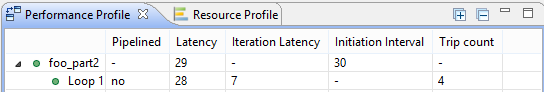 Performance Profile Resource Profile
Pipelined Latency Iteration Latency Initiation Interval Trip count
foo_part2 - 29 - 30 -
Loop 1 no 28 7 - 4